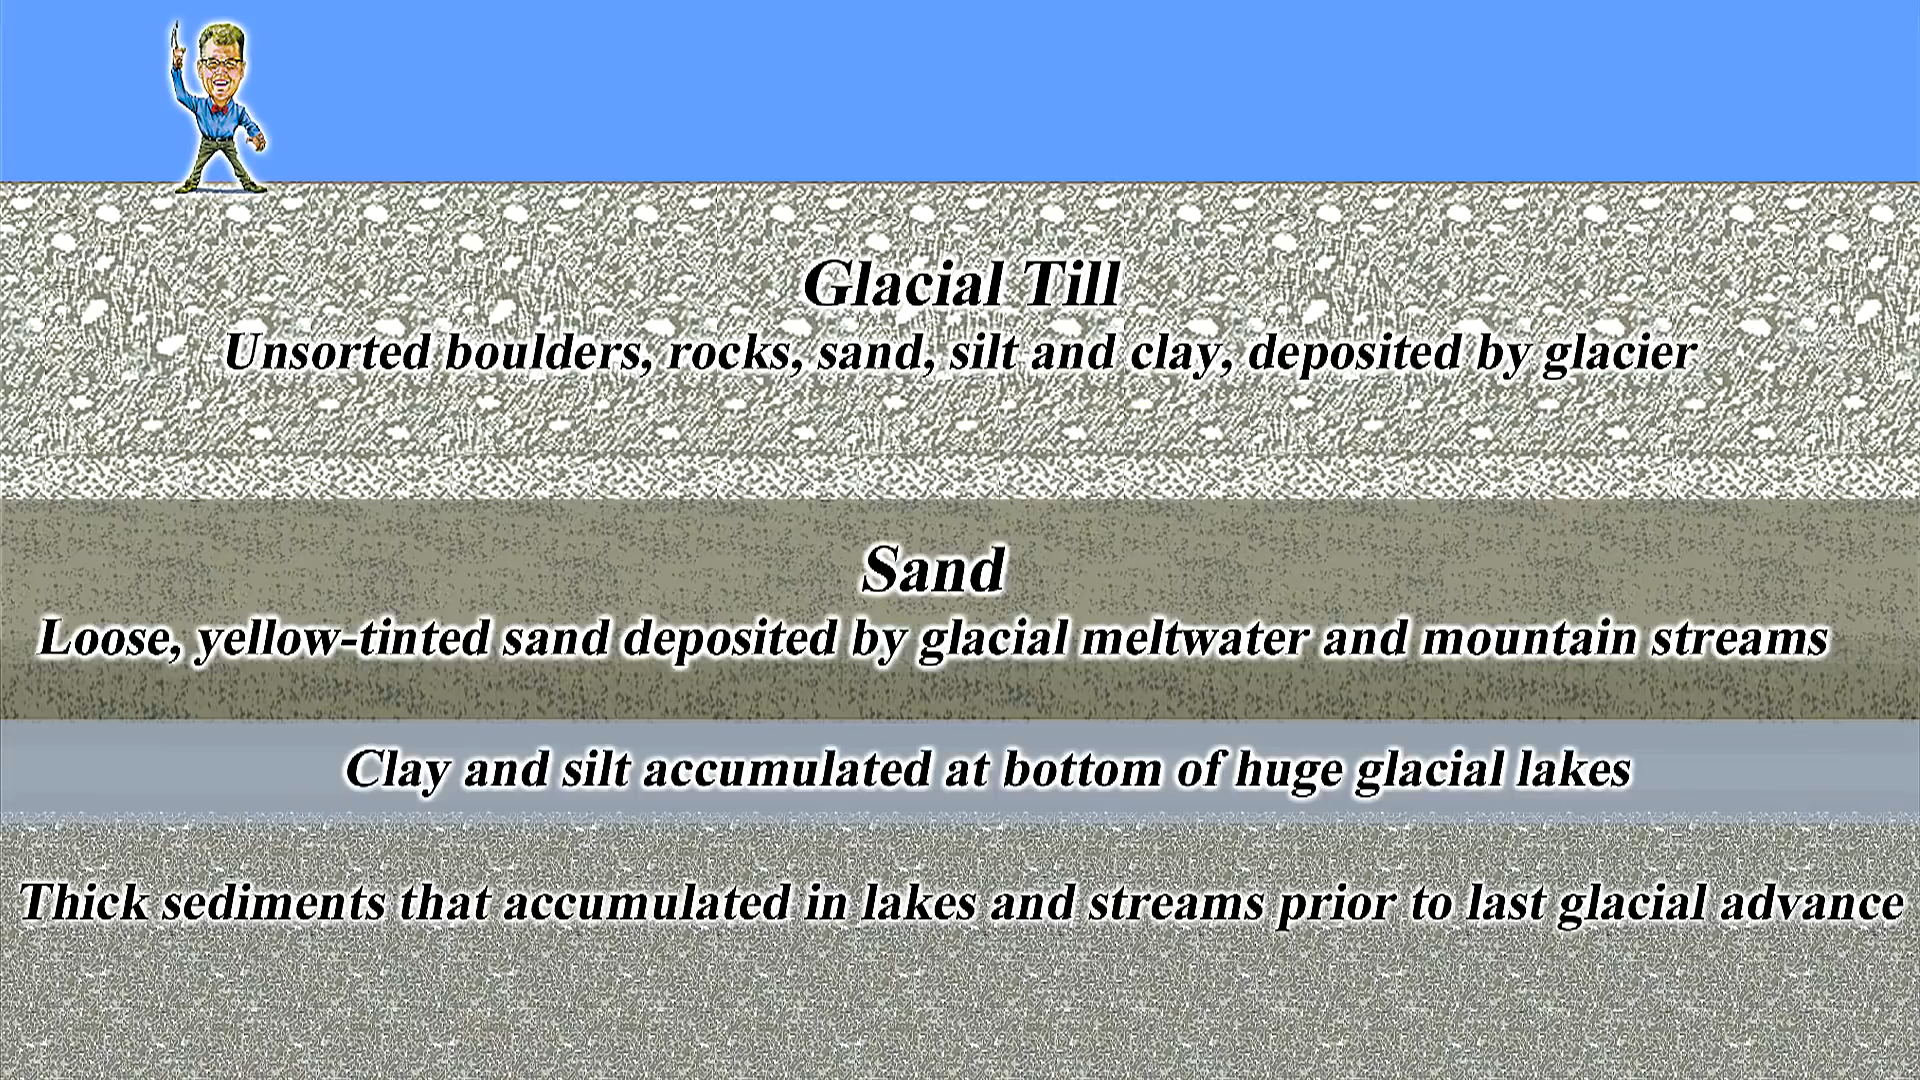 Glacial Till
Unsorted boulders, rocks, sand, silt and clay, deposited by glacier
Sand
Loose, yellow-tinted sand deposited by glacial meltwater and mountain streams
Clay and silt accumulated at bottom of huge glacial lakes
Thick sediments that accumulated in lakes and streams prior to last glacial advance